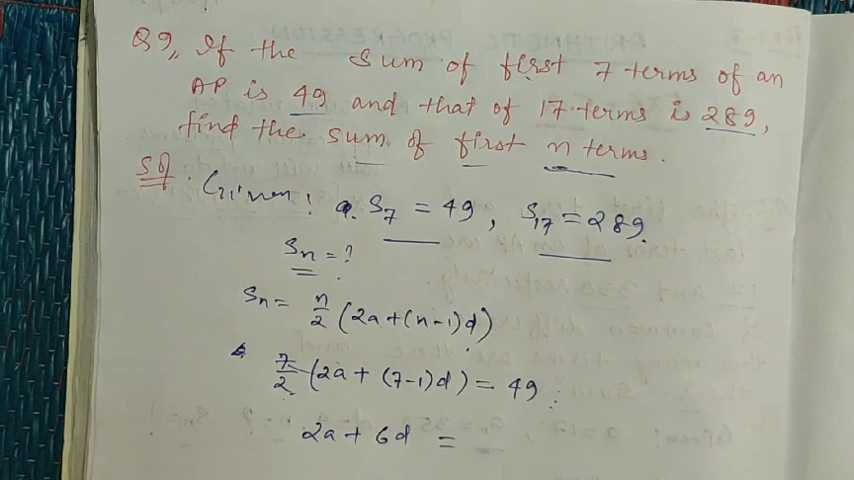 Q9,, If the sum of first 7 terms of an
AP is 49 and that of 17 terms is 289,
find the sum of first n terms.
Sol. Given: S₇ = 49, S₁₇ = 289.
Sn = ?
Sn = n/2 (2a + (n-1)d)
7/2 (2a + (7-1)d) = 49
2a + 6d =